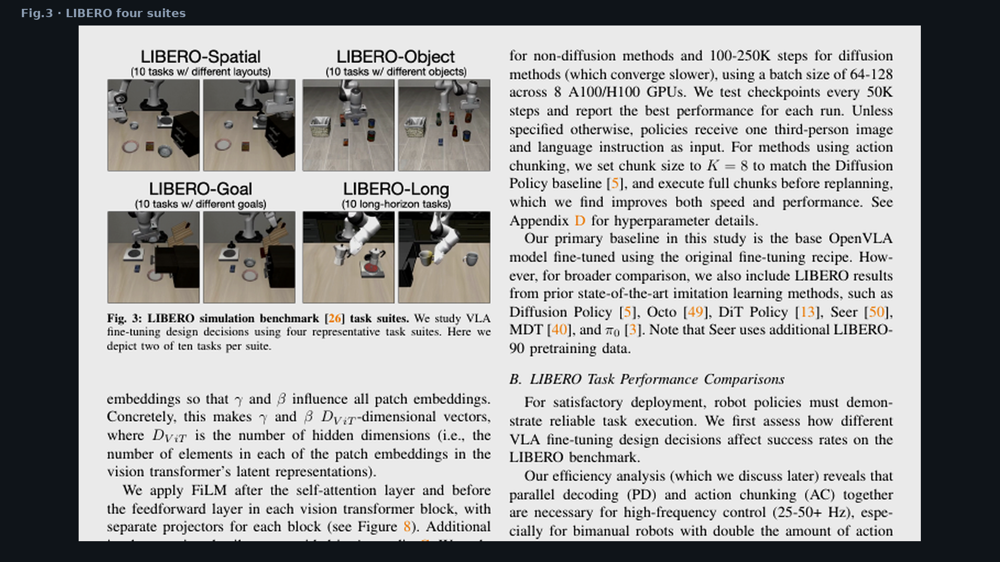 Fig.3 · LIBERO four suites
LIBERO-Spatial
(10 tasks w/ different layouts)
LIBERO-Object
(10 tasks w/ different objects)
LIBERO-Goal
(10 tasks w/ different goals)
LIBERO-Long
(10 long-horizon tasks)
Fig. 3: LIBERO simulation benchmark [26] task suites. We study VLA
fine-tuning design decisions using four representative task suites. Here we
depict two of ten tasks per suite.
embeddings so that γ and β influence all patch embeddings.
Concretely, this makes γ and β D_ViT-dimensional vectors,
where D_ViT is the number of hidden dimensions (i.e., the
number of elements in each of the patch embeddings in the
vision transformer's latent representations).
We apply FiLM after the self-attention layer and before
the feedforward layer in each vision transformer block, with
separate projectors for each block (see Figure 8). Additional
for non-diffusion methods and 100-250K steps for diffusion
methods (which converge slower), using a batch size of 64-128
across 8 A100/H100 GPUs. We test checkpoints every 50K
steps and report the best performance for each run. Unless
specified otherwise, policies receive one third-person image
and language instruction as input. For methods using action
chunking, we set chunk size to K = 8 to match the Diffusion
Policy baseline [5], and execute full chunks before replanning,
which we find improves both speed and performance. See
Appendix D for hyperparameter details.
Our primary baseline in this study is the base OpenVLA
model fine-tuned using the original fine-tuning recipe. How-
ever, for broader comparison, we also include LIBERO results
from prior state-of-the-art imitation learning methods, such as
Diffusion Policy [5], Octo [49], DiT Policy [13], Seer [50],
MDT [40], and π0 [3]. Note that Seer uses additional LIBERO-
90 pretraining data.
B. LIBERO Task Performance Comparisons
For satisfactory deployment, robot policies must demon-
strate reliable task execution. We first assess how different
VLA fine-tuning design decisions affect success rates on the
LIBERO benchmark.
Our efficiency analysis (which we discuss later) reveals that
parallel decoding (PD) and action chunking (AC) together
are necessary for high-frequency control (25-50+ Hz), espe-
cially for bimanual robots with double the amount of action